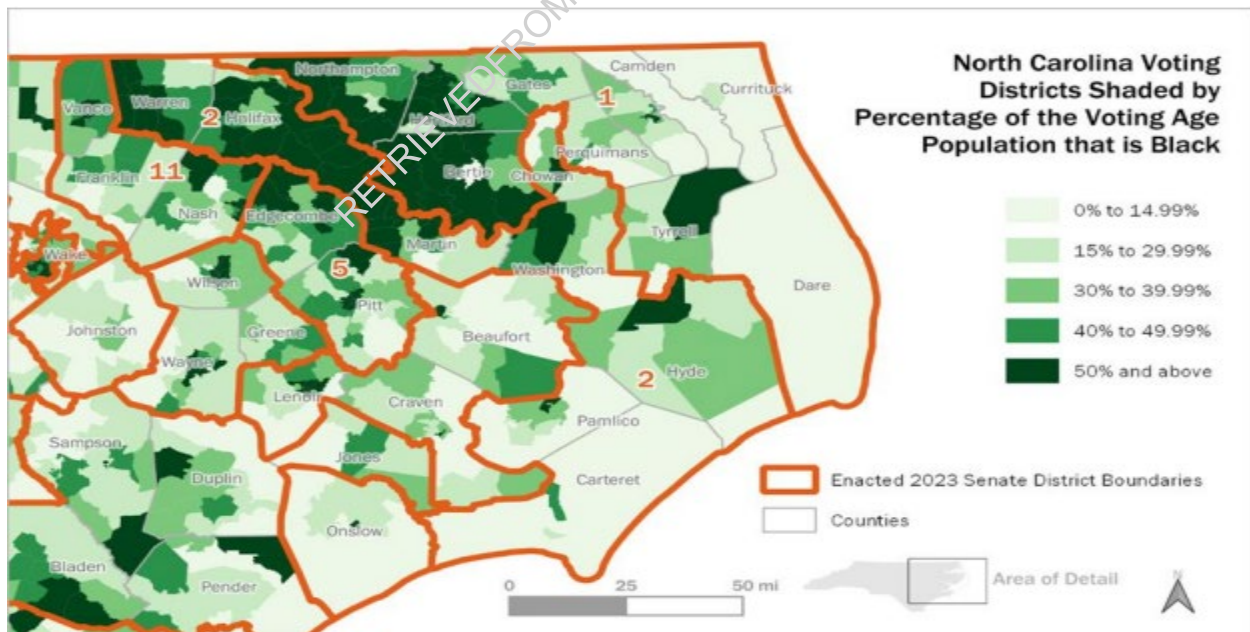 RETRIEVEDFROM
North Carolina Voting
Districts Shaded by
Percentage of the Voting Age
Population that is Black
0% to 14.99%
15% to 29.99%
30% to 39.99%
40% to 49.99%
50% and above
Northampton
Gates
Camden
Currituck
Vance
Warren
2
Halifax
Hertford
1
Perquimans
Franklin
11
Bertie
Chowan
Nash
Edgecombe
Wake
Martin
Tyrrell
Washington
Wilson
5
Pitt
Dare
Johnston
Greene
Beaufort
Wayne
2
Hyde
Lenoir
Craven
Pamlico
Sampson
Jones
Duplin
Carteret
Onslow
Bladen
Pender
Enacted 2023 Senate District Boundaries
Counties
0 25 50 mi
Area of Detail
N